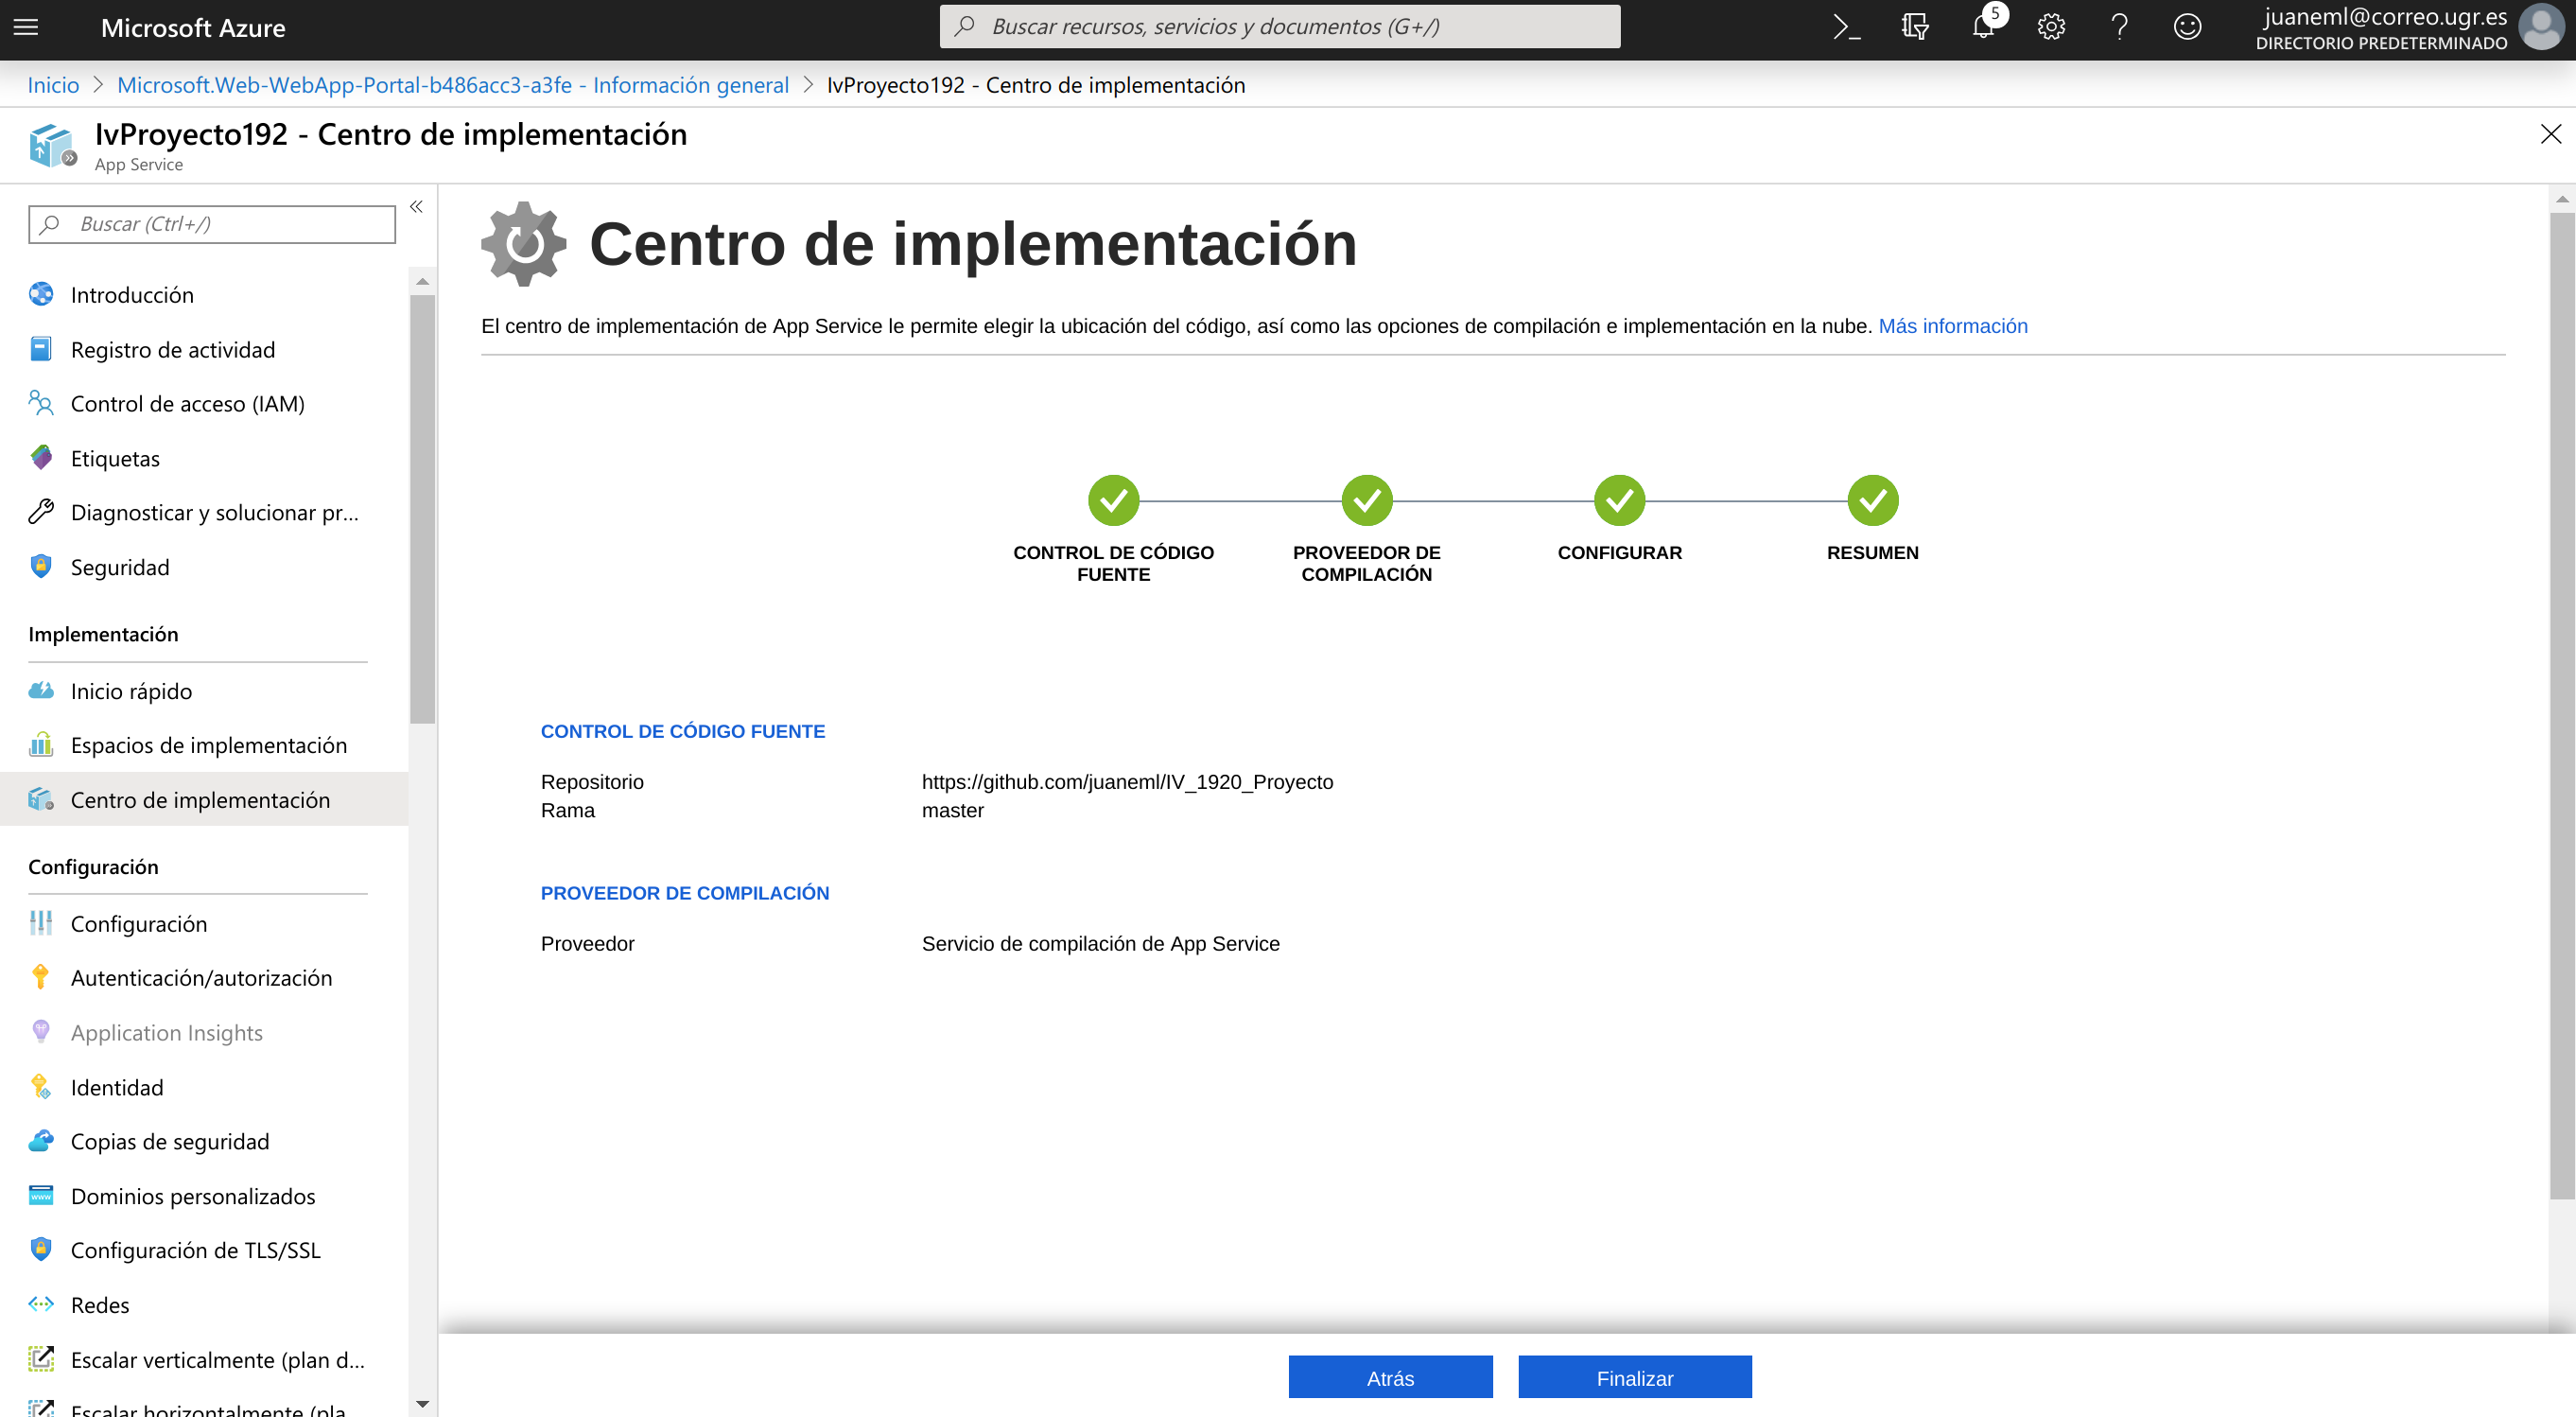 Microsoft Azure
Buscar recursos, servicios y documentos (G+/)
5
juaneml@correo.ugr.es
DIRECTORIO PREDETERMINADO
Inicio > Microsoft.Web-WebApp-Portal-b486acc3-a3fe - Información general > IvProyecto192 - Centro de implementación
IvProyecto192 - Centro de implementación
App Service
Buscar (Ctrl+/)
Introducción
Registro de actividad
Control de acceso (IAM)
Etiquetas
Diagnosticar y solucionar pr...
Seguridad
Implementación
Inicio rápido
Espacios de implementación
Centro de implementación
Configuración
Configuración
Autenticación/autorización
Application Insights
Identidad
Copias de seguridad
Dominios personalizados
Configuración de TLS/SSL
Redes
Escalar verticalmente (plan d...
Escalar horizontalmente (pla
Centro de implementación
El centro de implementación de App Service le permite elegir la ubicación del código, así como las opciones de compilación e implementación en la nube. Más información
CONTROL DE CÓDIGO FUENTE
PROVEEDOR DE COMPILACIÓN
CONFIGURAR
RESUMEN
CONTROL DE CÓDIGO FUENTE
Repositorio https://github.com/juaneml/IV_1920_Proyecto
Rama master
PROVEEDOR DE COMPILACIÓN
Proveedor Servicio de compilación de App Service
Atrás
Finalizar